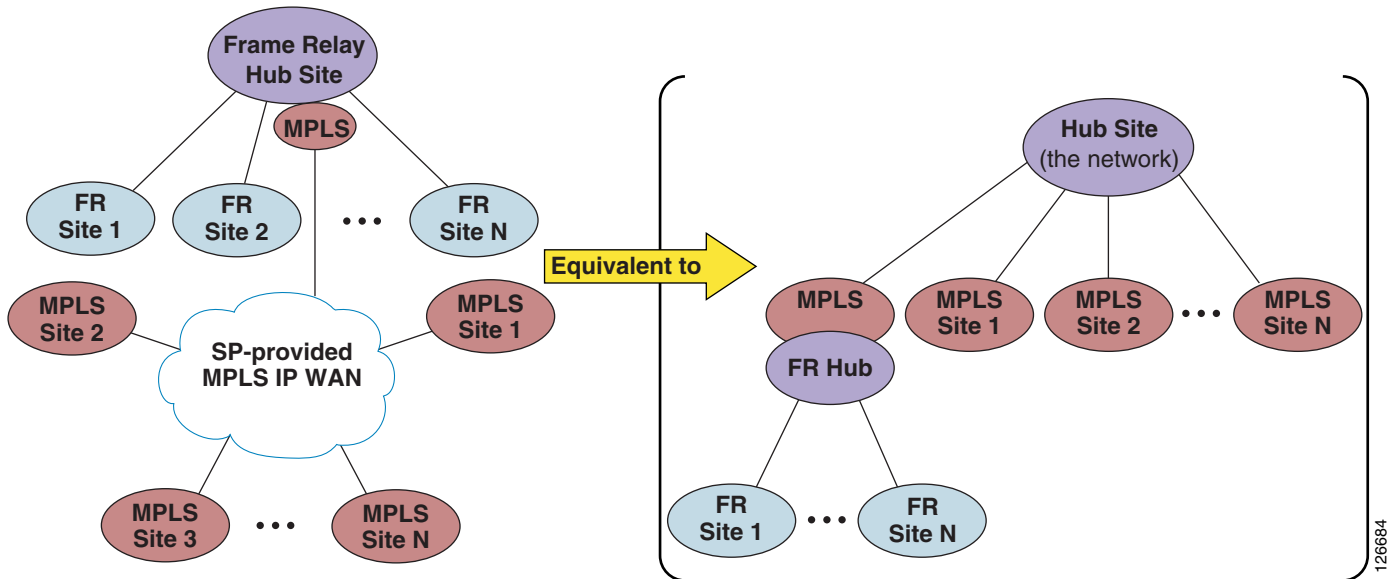 Frame Relay
Hub Site
MPLS
FR
Site 1
FR
Site 2
•••
FR
Site N
MPLS
Site 2
MPLS
Site 1
SP-provided
MPLS IP WAN
MPLS
Site 3
•••
MPLS
Site N
Equivalent to
Hub Site
(the network)
MPLS
MPLS
Site 1
MPLS
Site 2
•••
MPLS
Site N
FR Hub
FR
Site 1
•••
FR
Site N
126684